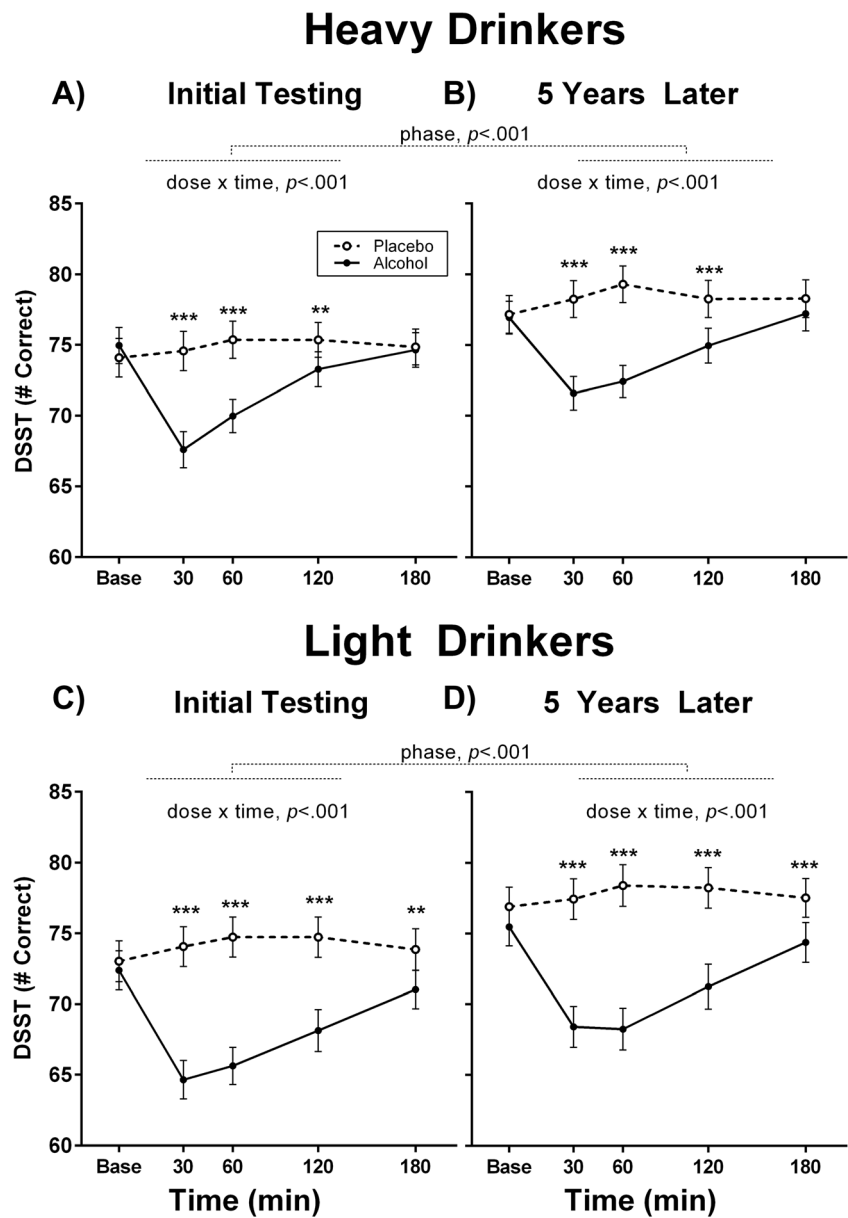 Heavy Drinkers
A) Initial Testing
B) 5 Years Later
phase, p<.001
dose x time, p<.001
dose x time, p<.001
85
80
75
70
65
60
DSST (# Correct)
Placebo
Alcohol
*** *** **
*** *** ***
Base 30 60 120 180
Base 30 60 120 180
Light Drinkers
C) Initial Testing
D) 5 Years Later
phase, p<.001
dose x time, p<.001
dose x time, p<.001
85
80
75
70
65
60
DSST (# Correct)
*** *** *** **
*** *** *** ***
Base 30 60 120 180
Base 30 60 120 180
Time (min)
Time (min)